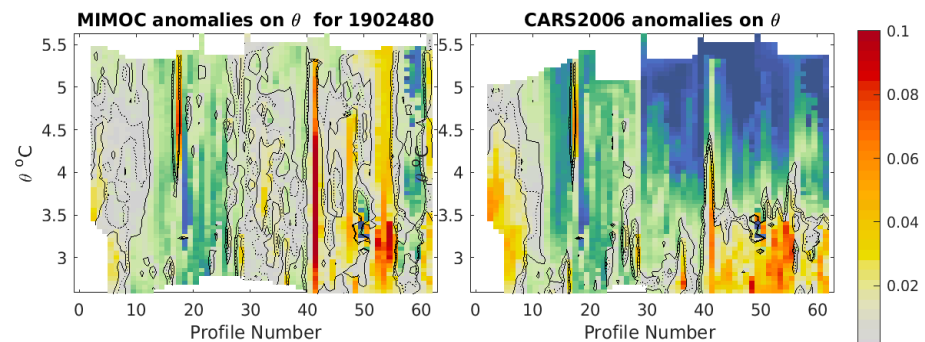 MIMOC anomalies on θ for 1902480
CARS2006 anomalies on θ
5.5
5
4.5
4
3.5
3
θ °C
0 10 20 30 40 50 60
Profile Number
5.5
5
4.5
4
3.5
3
θ °C
0 10 20 30 40 50 60
Profile Number
0.1
0.08
0.06
0.04
0.02